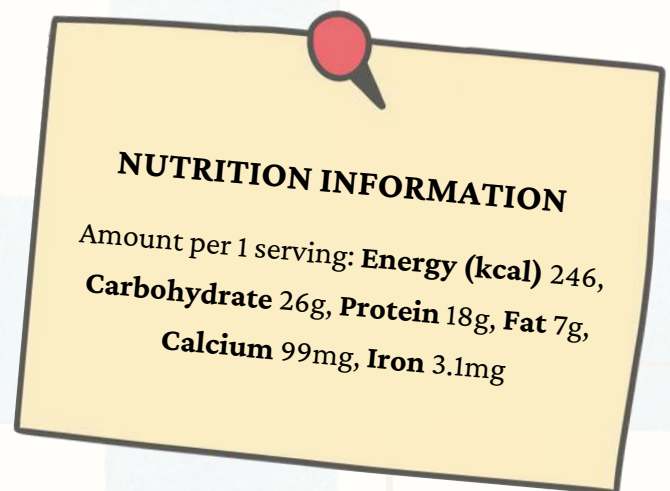 NUTRITION INFORMATION
Amount per 1 serving: Energy (kcal) 246,
Carbohydrate 26g, Protein 18g, Fat 7g,
Calcium 99mg, Iron 3.1mg